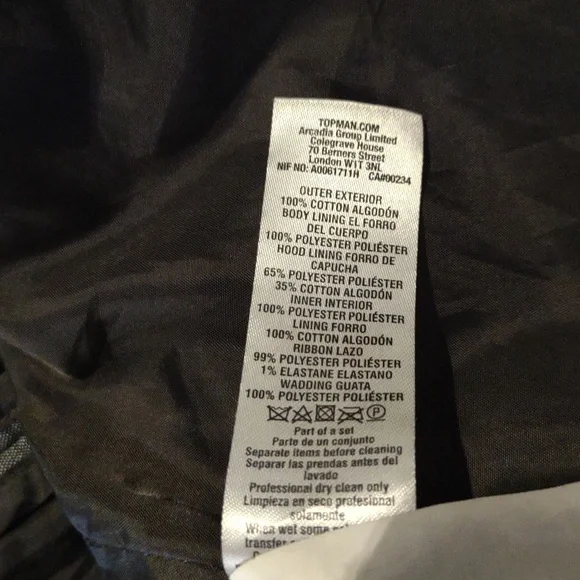 TOPMAN.COM
Arcadia Group Limited
Colegrave House
70 Berners Street
London W1T 3NL
NIF NO: A0061711H CA#00234
OUTER EXTERIOR
100% COTTON ALGODÓN
BODY LINING EL FORRO
DEL CUERPO
100% POLYESTER POLIÉSTER
HOOD LINING FORRO DE
CAPUCHA
65% POLYESTER POLIÉSTER
35% COTTON ALGODÓN
INNER INTERIOR
100% POLYESTER POLIÉSTER
LINING FORRO
100% COTTON ALGODÓN
RIBBON LAZO
99% POLYESTER POLIÉSTER
1% ELASTANE ELASTANO
WADDING GUATA
100% POLYESTER POLIÉSTER
P
Part of a set
Parte de un conjunto
Separate items before cleaning
Separar las prendas antes del
lavado
Professional dry clean only
Limpieza en seco profesional
solamente
When wet some